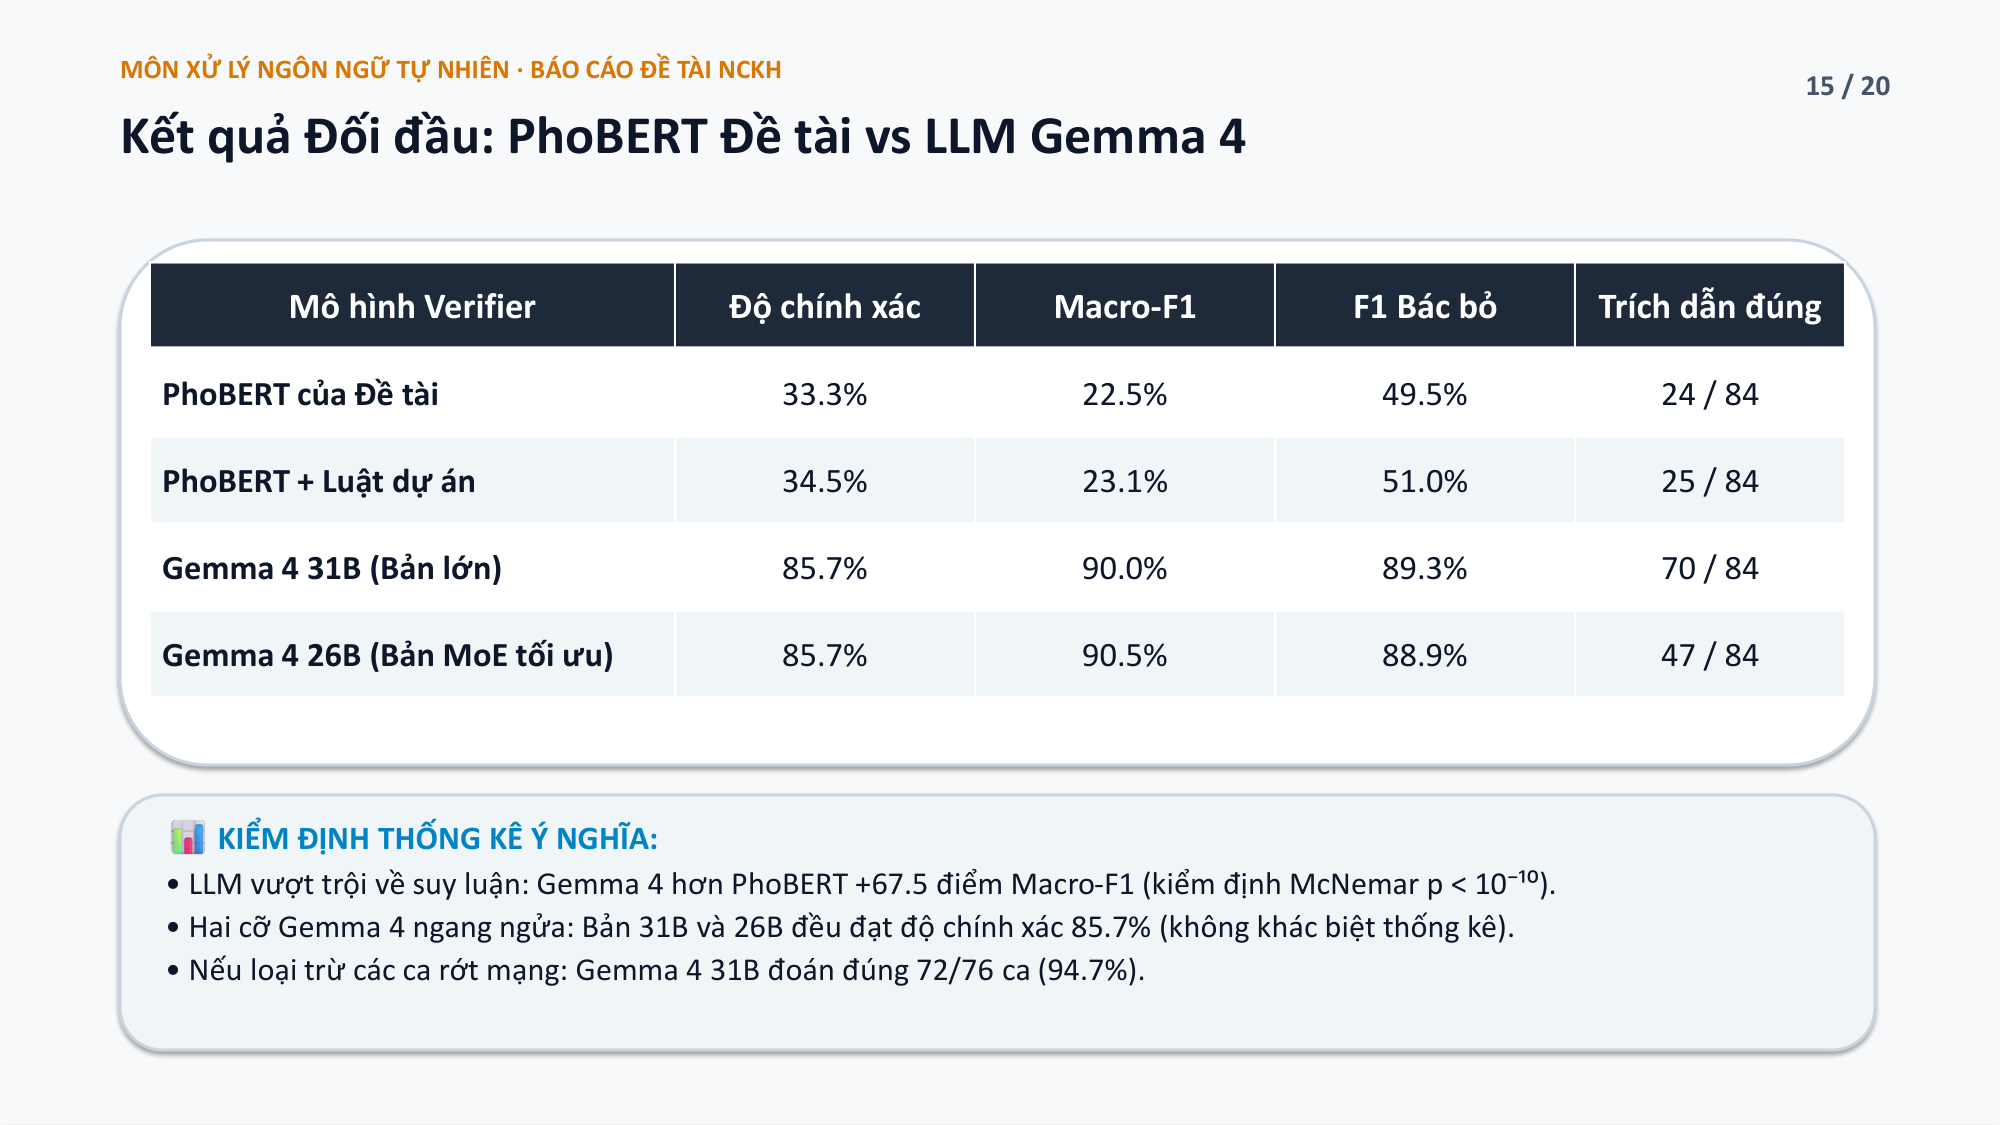 MÔN XỬ LÝ NGÔN NGỮ TỰ NHIÊN · BÁO CÁO ĐỀ TÀI NCKH
15 / 20
Kết quả Đối đầu: PhoBERT Đề tài vs LLM Gemma 4
Mô hình Verifier Độ chính xác Macro-F1 F1 Bác bỏ Trích dẫn đúng
PhoBERT của Đề tài 33.3% 22.5% 49.5% 24 / 84
PhoBERT + Luật dự án 34.5% 23.1% 51.0% 25 / 84
Gemma 4 31B (Bản lớn) 85.7% 90.0% 89.3% 70 / 84
Gemma 4 26B (Bản MoE tối ưu) 85.7% 90.5% 88.9% 47 / 84
📊 KIỂM ĐỊNH THỐNG KÊ Ý NGHĨA:
• LLM vượt trội về suy luận: Gemma 4 hơn PhoBERT +67.5 điểm Macro-F1 (kiểm định McNemar p < 10⁻¹⁰).
• Hai cỡ Gemma 4 ngang ngửa: Bản 31B và 26B đều đạt độ chính xác 85.7% (không khác biệt thống kê).
• Nếu loại trừ các ca rớt mạng: Gemma 4 31B đoán đúng 72/76 ca (94.7%).